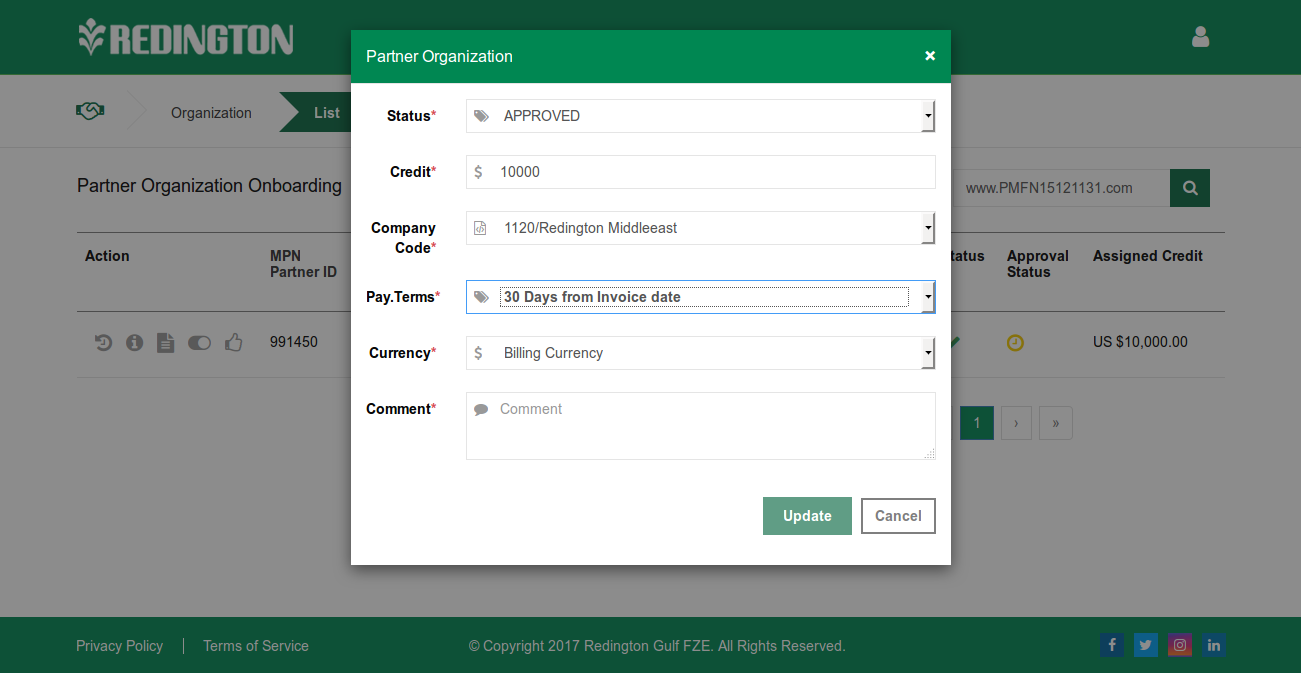 REDINGTON
Partner Organization
×
Organization
List
Status*
APPROVED
Credit*
$ 10000
Company
Code*
1120/Redington Middleeast
Pay.Terms*
30 Days from Invoice date
Currency*
$ Billing Currency
Comment*
Comment
Update
Cancel
Partner Organization Onboarding
www.PMFN15121131.com
Action
MPN
Partner ID
tatus
Approval
Status
Assigned Credit
991450
US $10,000.00
1
›
»
Privacy Policy
Terms of Service
© Copyright 2017 Redington Gulf FZE. All Rights Reserved.